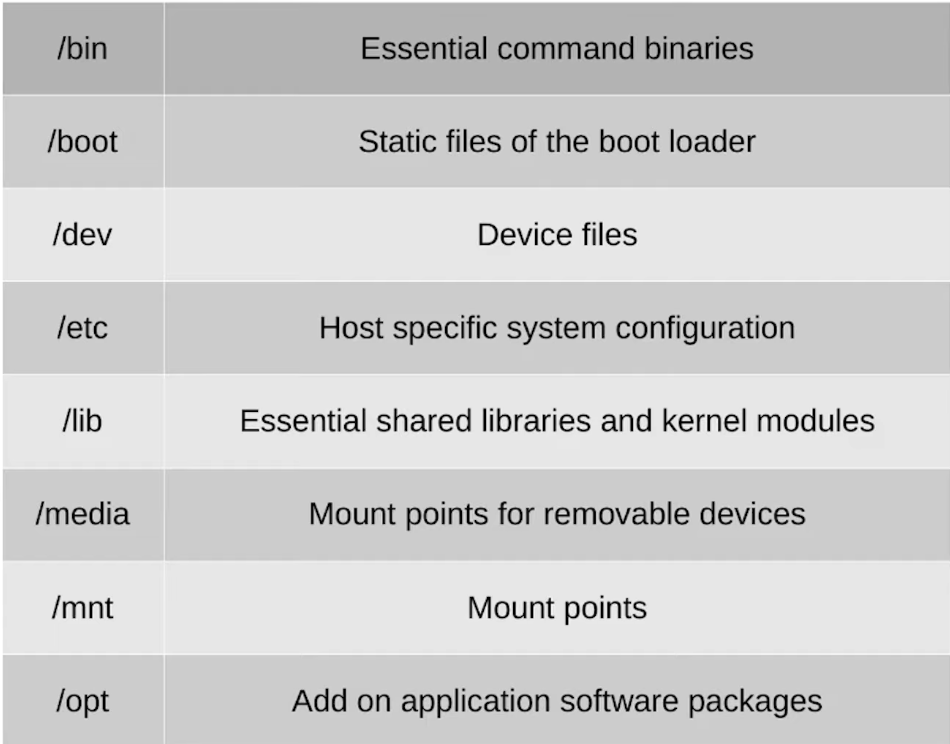 /bin Essential command binaries
/boot Static files of the boot loader
/dev Device files
/etc Host specific system configuration
/lib Essential shared libraries and kernel modules
/media Mount points for removable devices
/mnt Mount points
/opt Add on application software packages